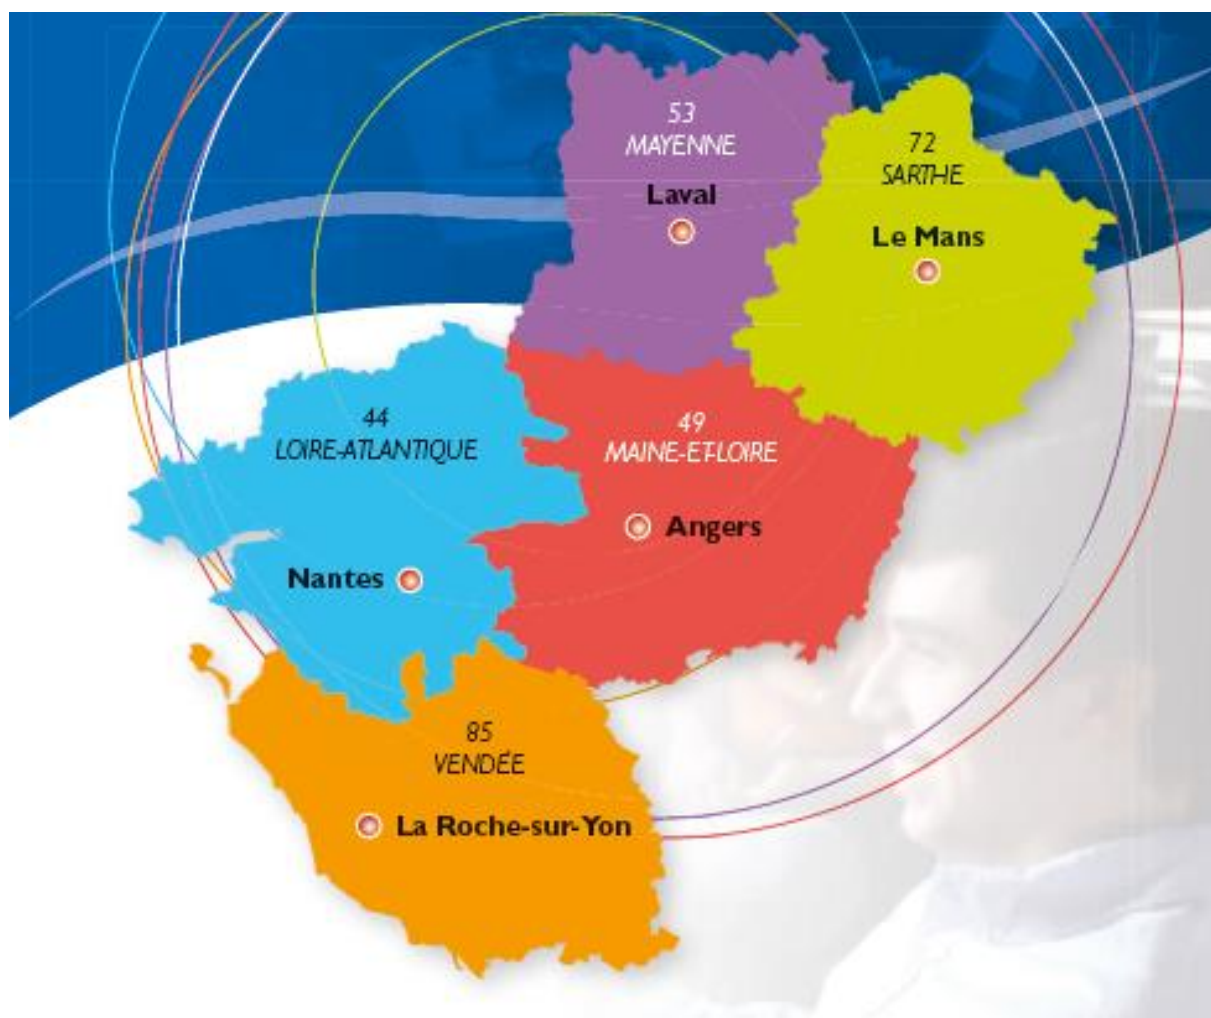 53
MAYENNE
Laval
72
SARTHE
Le Mans
44
LOIRE-ATLANTIQUE
49
MAINE-ET-LOIRE
Angers
Nantes
85
VENDÉE
La Roche-sur-Yon